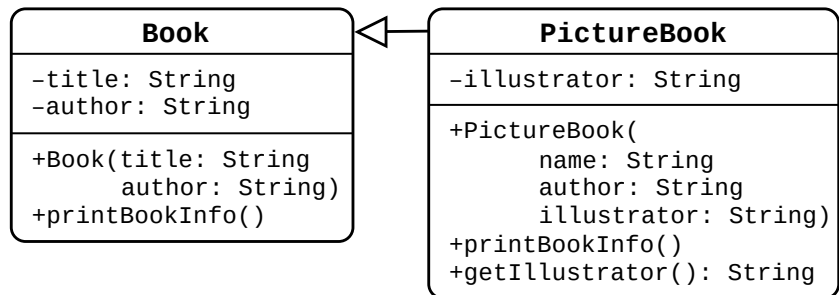 Book
–title: String
–author: String
+Book(title: String
author: String)
+printBookInfo()
PictureBook
–illustrator: String
+PictureBook(
name: String
author: String
illustrator: String)
+printBookInfo()
+getIllustrator(): String